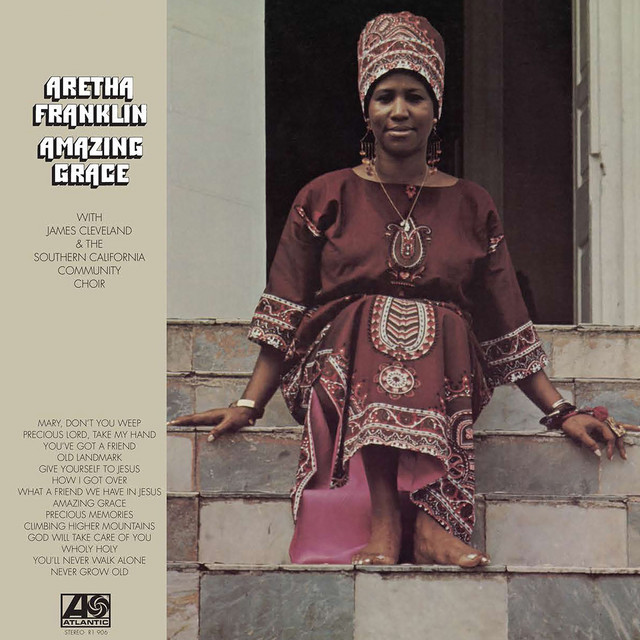 ARETHA
FRANKLIN
AMAZING
GRACE
WITH
JAMES CLEVELAND
& THE
SOUTHERN CALIFORNIA
COMMUNITY
CHOIR
MARY, DON'T YOU WEEP
PRECIOUS LORD, TAKE MY HAND
YOU'VE GOT A FRIEND
OLD LANDMARK
GIVE YOURSELF TO JESUS
HOW I GOT OVER
WHAT A FRIEND WE HAVE IN JESUS
AMAZING GRACE
PRECIOUS MEMORIES
CLIMBING HIGHER MOUNTAINS
GOD WILL TAKE CARE OF YOU
WHOLY HOLY
YOU'LL NEVER WALK ALONE
NEVER GROW OLD
ATLANTIC
STEREO R1 906